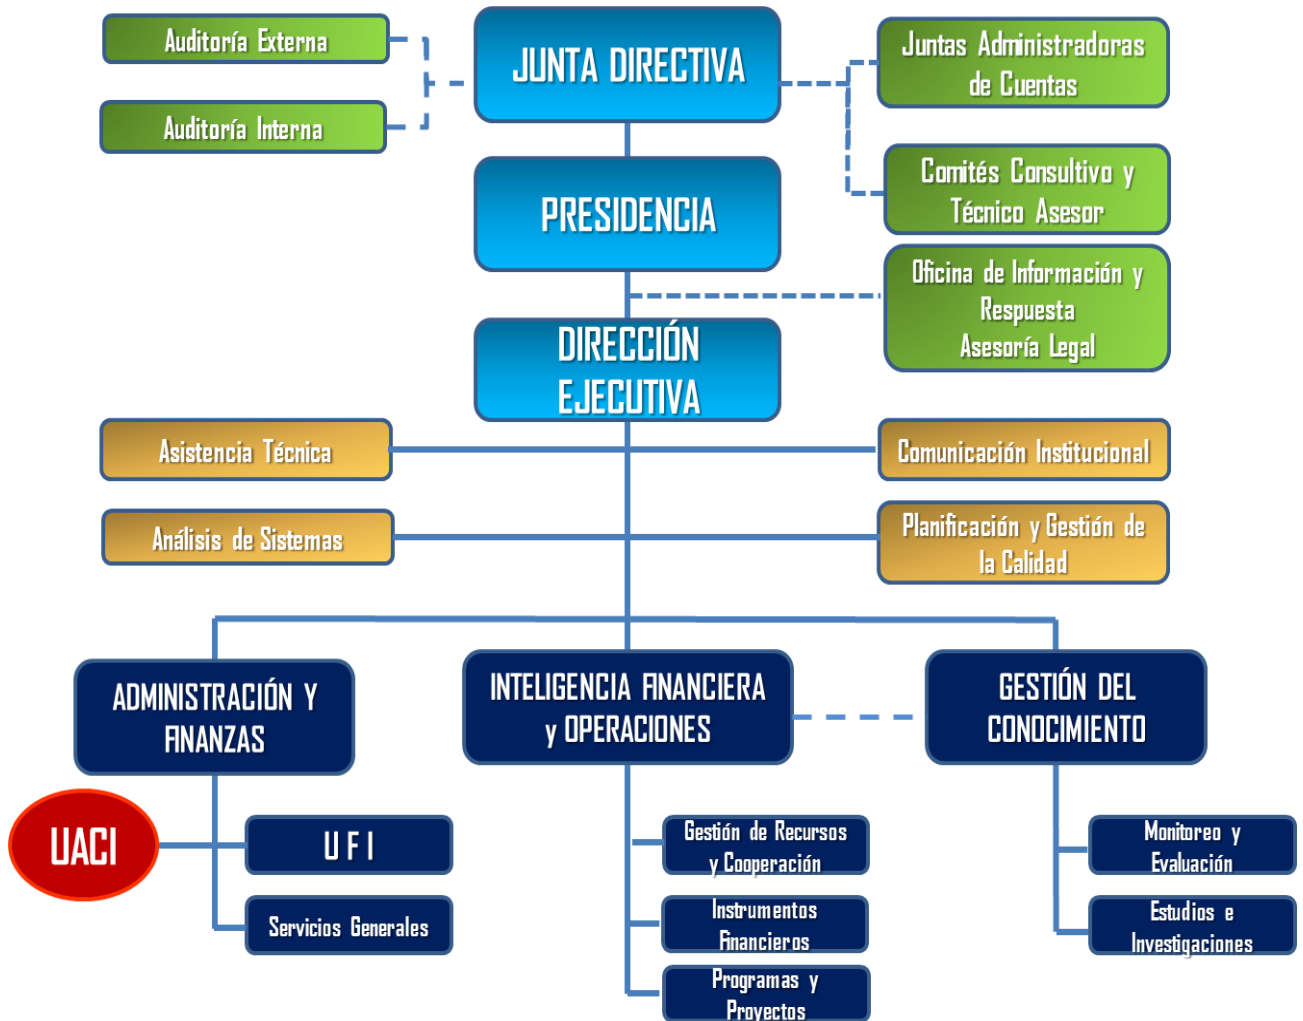 Auditoría Externa
Auditoría Interna
JUNTA DIRECTIVA
Juntas Administradoras
de Cuentas
Comités Consultivo y
Técnico Asesor
PRESIDENCIA
Oficina de Información y
Respuesta
Asesoría Legal
DIRECCIÓN
EJECUTIVA
Asistencia Técnica
Comunicación Institucional
Análisis de Sistemas
Planificación y Gestión de
la Calidad
ADMINISTRACIÓN Y
FINANZAS
INTELIGENCIA FINANCIERA
y OPERACIONES
GESTIÓN DEL
CONOCIMIENTO
UACI
U F I
Servicios Generales
Gestión de Recursos
y Cooperación
Instrumentos
Financieros
Programas y
Proyectos
Monitoreo y
Evaluación
Estudios e
Investigaciones